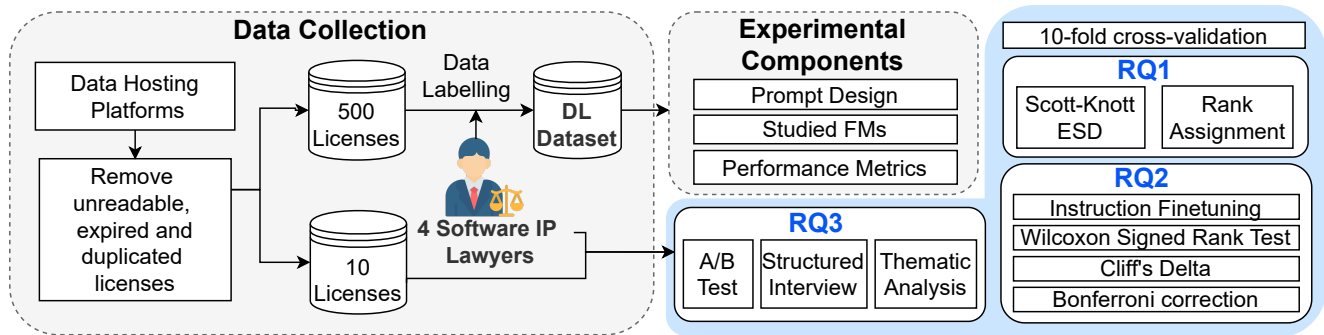 Data Collection
Data Hosting
Platforms
Remove
unreadable,
expired and
duplicated
licenses
500
Licenses
Data
Labelling
DL
Dataset
4 Software IP
Lawyers
10
Licenses
Experimental
Components
Prompt Design
Studied FMs
Performance Metrics
10-fold cross-validation
RQ1
Scott-Knott
ESD
Rank
Assignment
RQ2
Instruction Finetuning
Wilcoxon Signed Rank Test
Cliff's Delta
Bonferroni correction
RQ3
A/B
Test
Structured
Interview
Thematic
Analysis